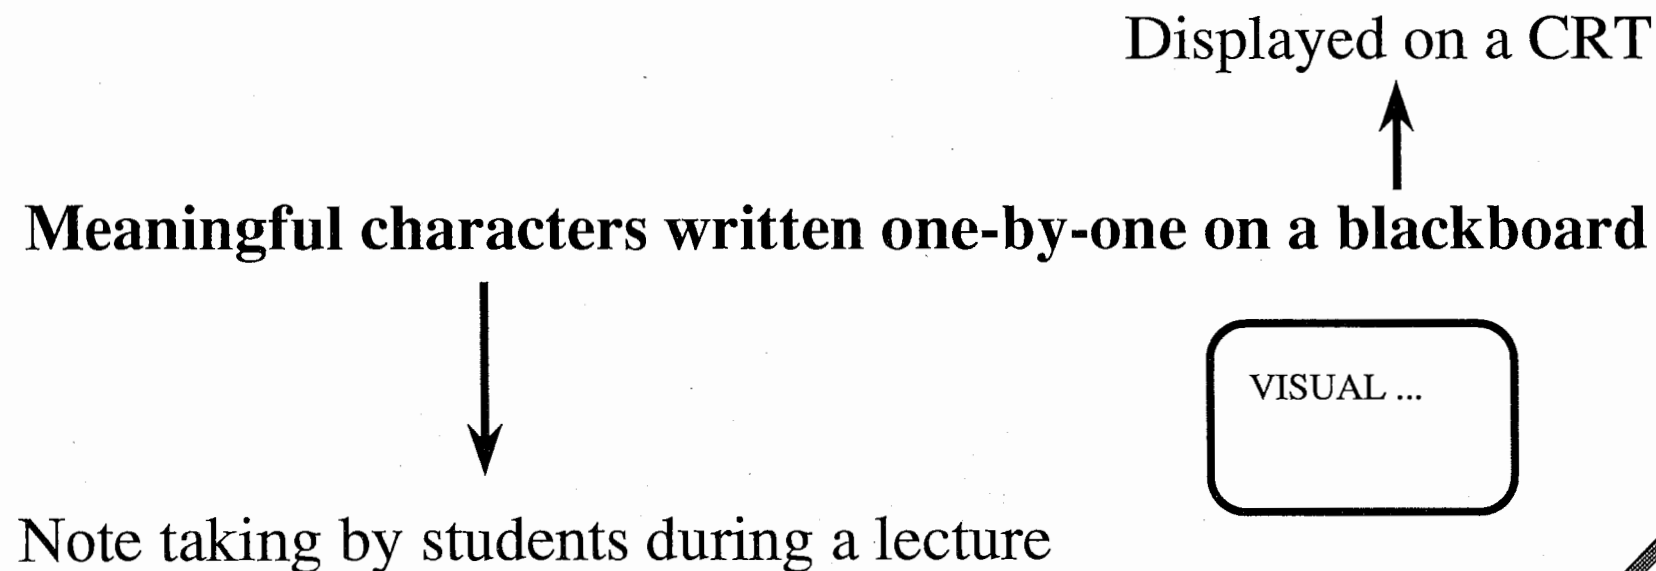 Displayed on a CRT
Meaningful characters written one-by-one on a blackboard
VISUAL ...
Note taking by students during a lecture